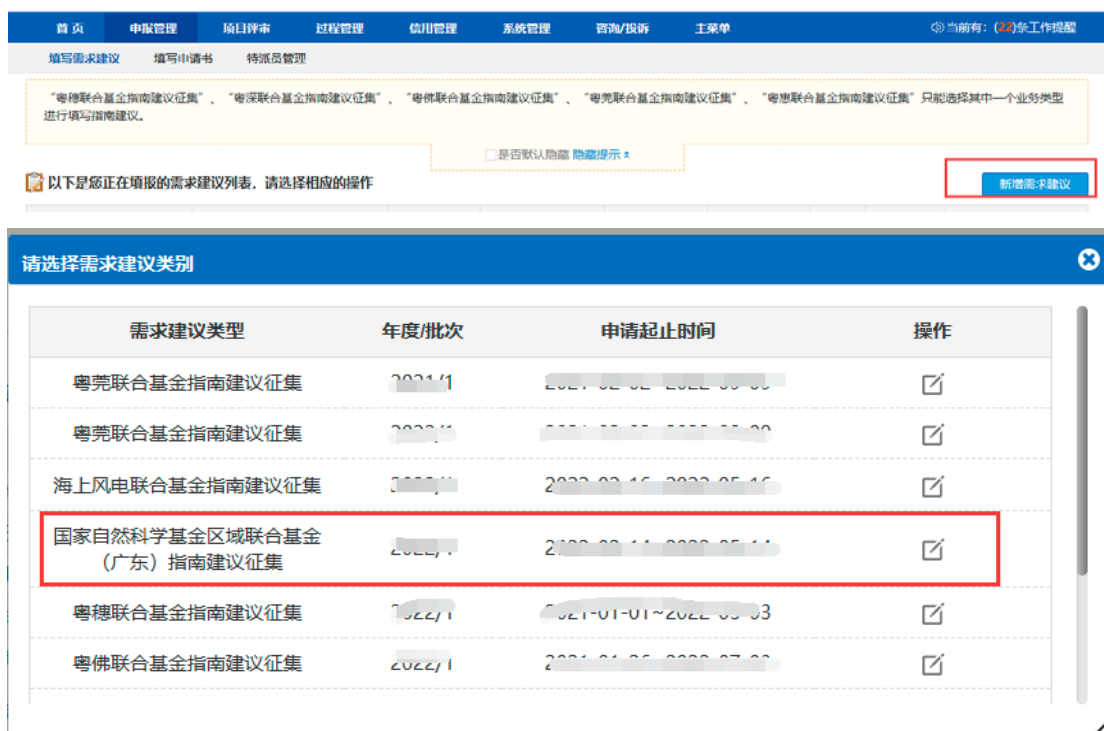 首页 申报管理 项目评审 过程管理 信用管理 系统管理 咨询/投诉 主菜单 当前有：(22)条工作提醒
填写需求建议 填写申请书 特派员管理
“粤穗联合基金指南建议征集”、“粤深联合基金指南建议征集”、“粤佛联合基金指南建议征集”、“粤莞联合基金指南建议征集”、“粤惠联合基金指南建议征集”只能选择其中一个业务类型
进行填写指南建议。
是否默认隐藏 隐藏提示
以下是您正在填报的需求建议列表，请选择相应的操作 新增需求建议
请选择需求建议类别
需求建议类型 年度/批次 申请起止时间 操作
粤莞联合基金指南建议征集
粤莞联合基金指南建议征集
海上风电联合基金指南建议征集
国家自然科学基金区域联合基金
（广东）指南建议征集
粤穗联合基金指南建议征集
粤佛联合基金指南建议征集